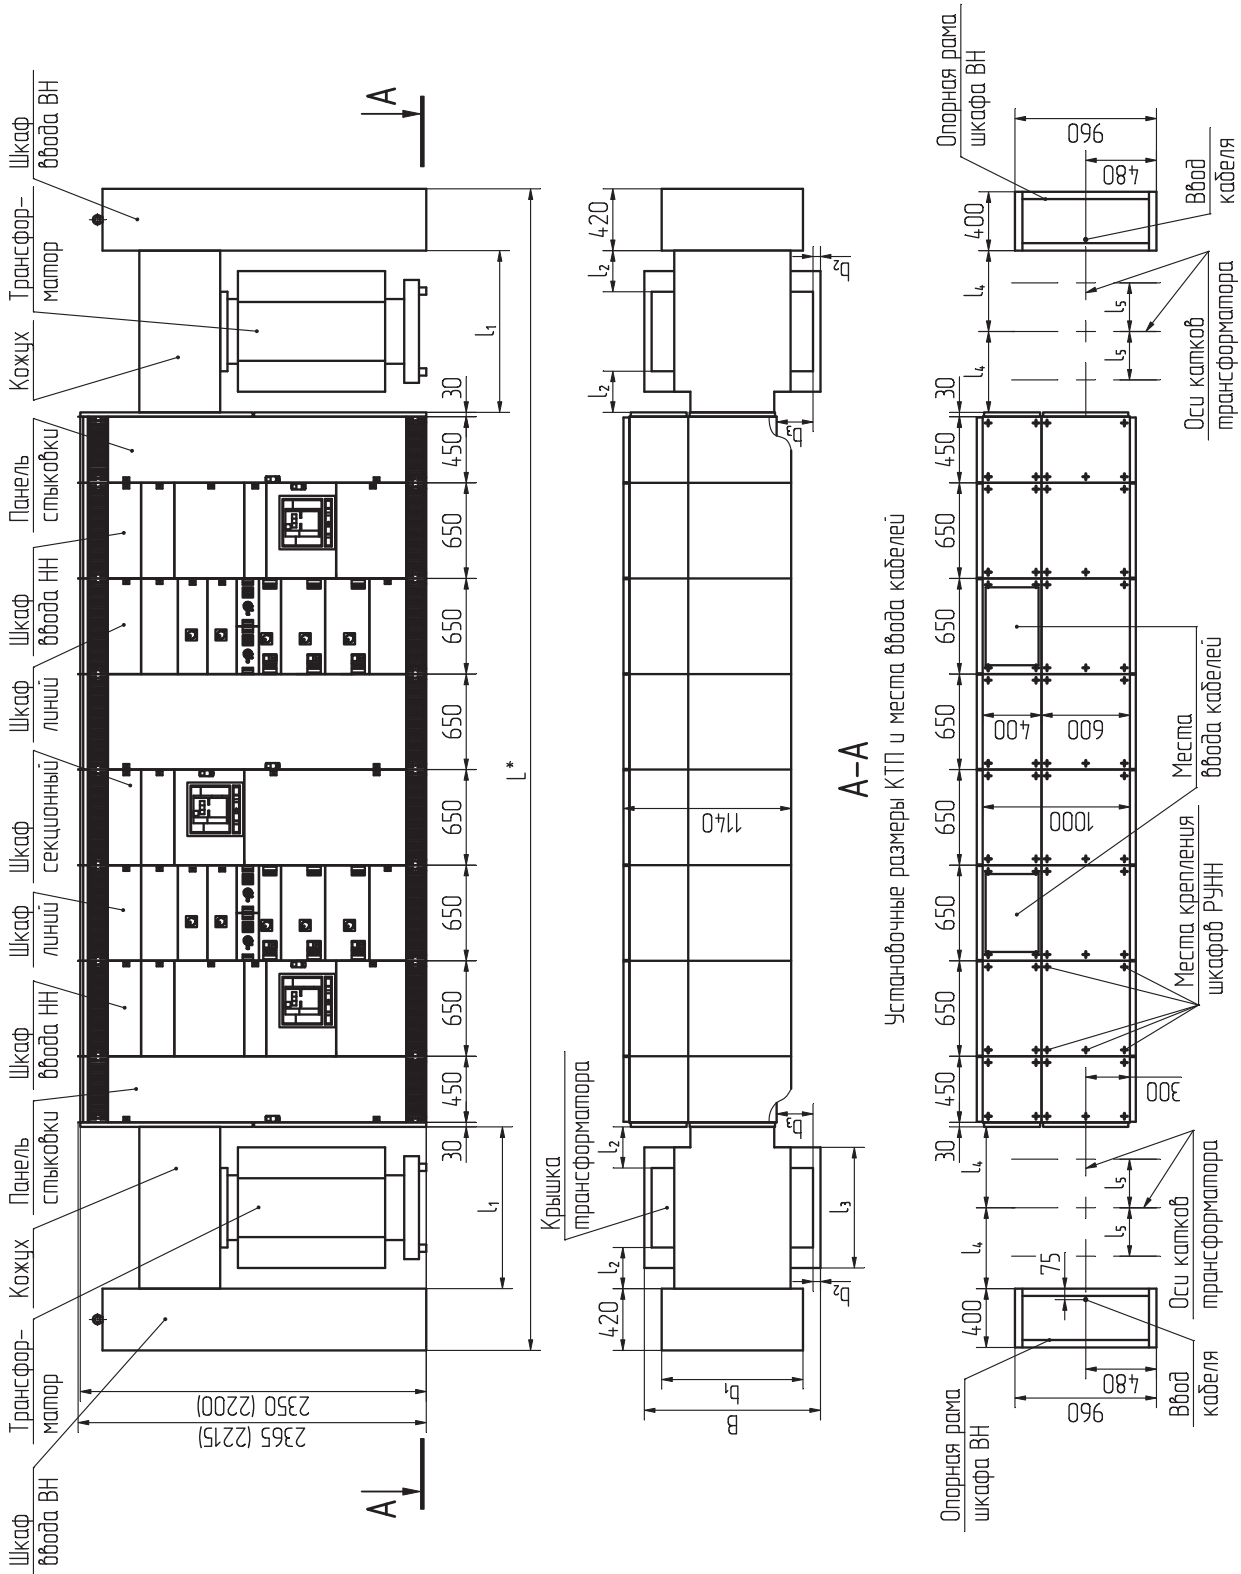 Шкаф
ввода ВН
Трансфор-
матор
Кожух
Панель
стыковки
Шкаф
ввода НН
Шкаф
линий
Шкаф
секционный
Шкаф
линий
Шкаф
ввода НН
Панель
стыковки
Кожух
Трансфор-
матор
Шкаф
ввода ВН
2365 (2215)
2350 (2200)
А
А
l₁
30
450
650
650
650
650
650
650
450
30
l₁
L*
Крышка
трансформатора
420
l₂
l₂
l₂
l₂
420
B
b₁
b₂
l₃
b₃
1140
b₃
b₂
А–А
Установочные размеры КТП и места ввода кабелей
400
l₄
l₄
30
450
650
650
650
650
650
650
450
30
l₄
l₄
400
960
480
75
l₅
l₅
300
1000
400
600
l₅
l₅
480
960
Опорная рама
шкафа ВН
Ввод
кабеля
Оси катков
трансформатора
Места крепления
шкафов РУНН
Места
ввода кабелей
Оси катков
трансформатора
Ввод
кабеля
Опорная рама
шкафа ВН